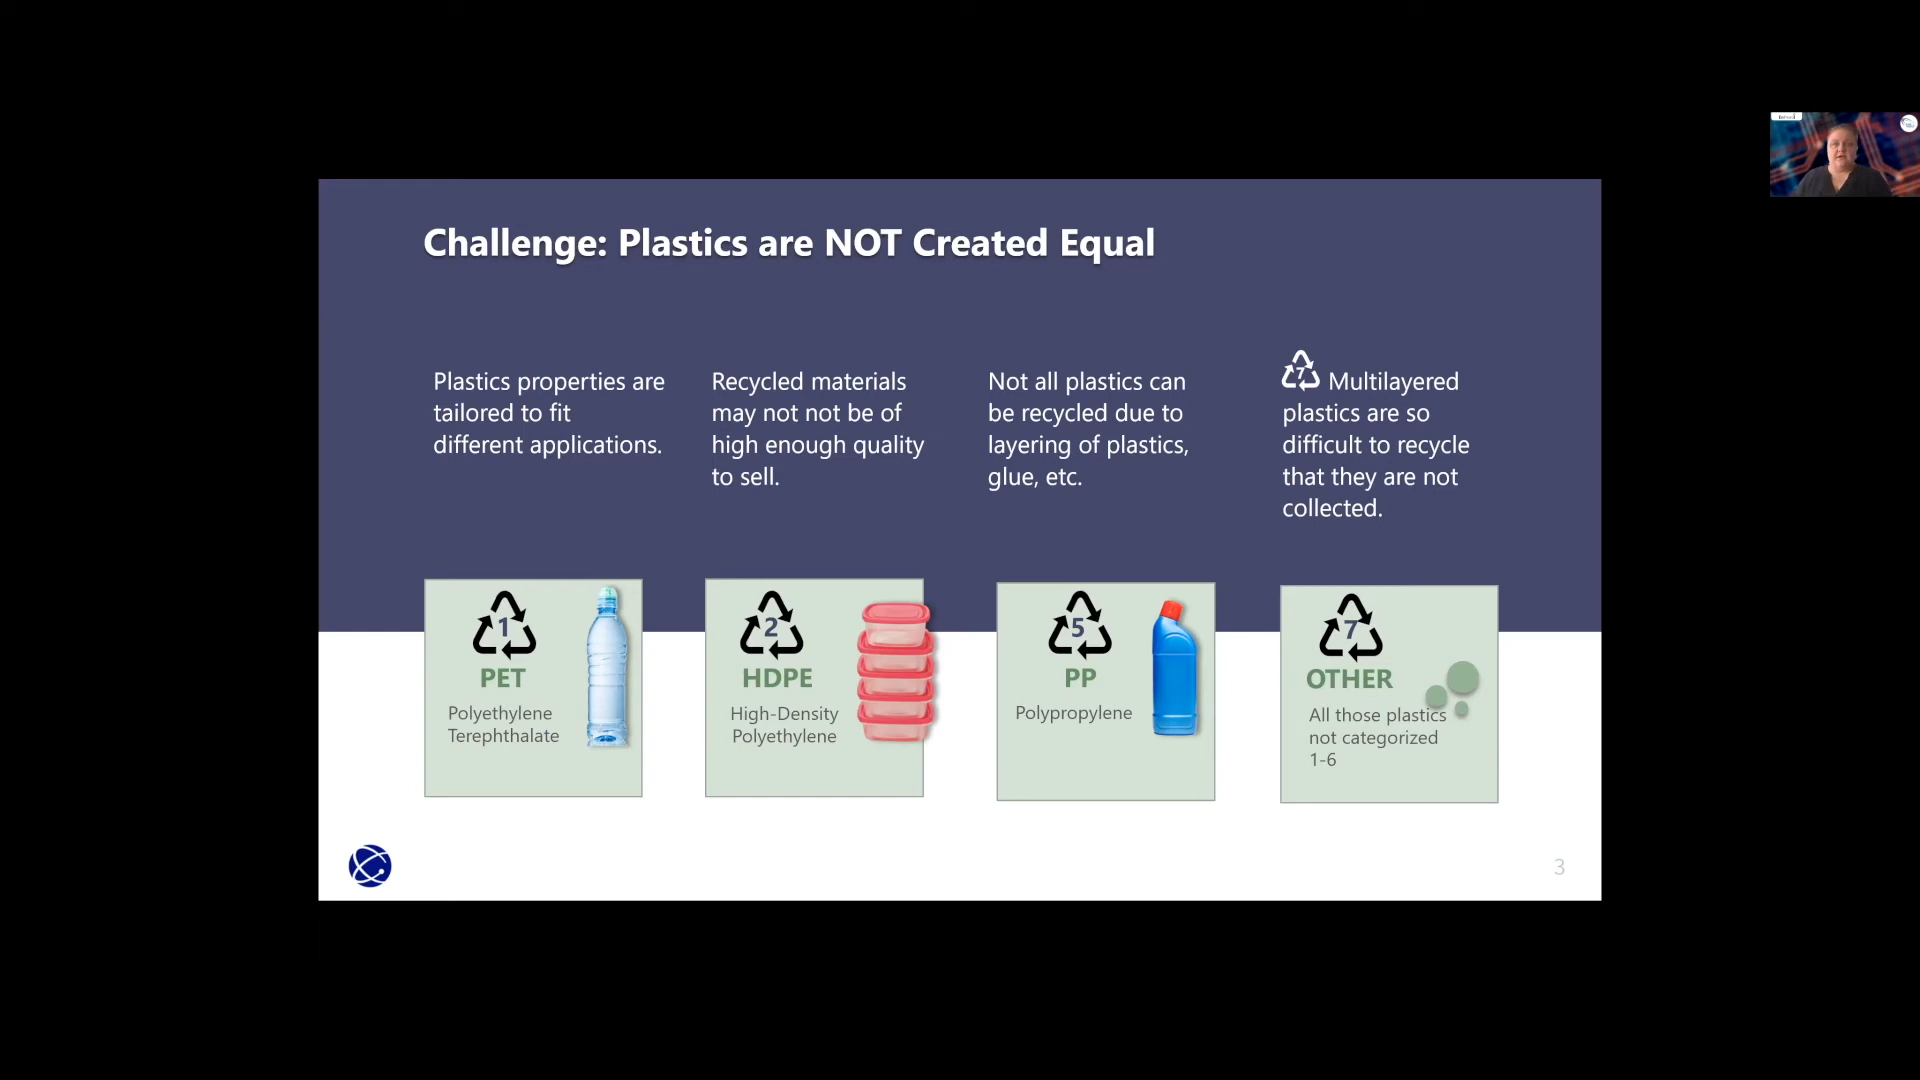 Challenge: Plastics are NOT Created Equal
Plastics properties are
tailored to fit
different applications.
Recycled materials
may not not be of
high enough quality
to sell.
Not all plastics can
be recycled due to
layering of plastics,
glue, etc.
7 Multilayered
plastics are so
difficult to recycle
that they are not
collected.
1
PET
Polyethylene
Terephthalate
2
HDPE
High-Density
Polyethylene
5
PP
Polypropylene
7
OTHER
All those plastics
not categorized
1-6
3